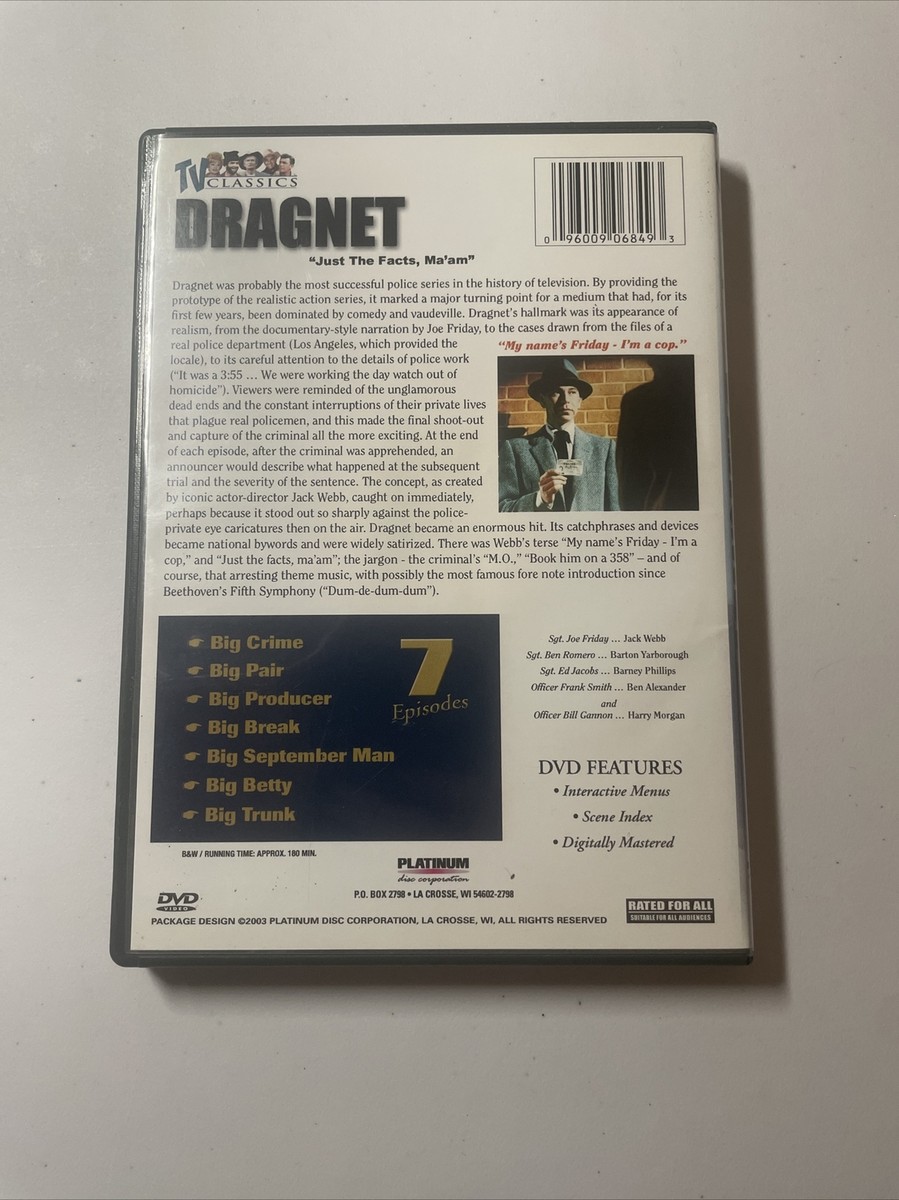 TV CLASSICS
DRAGNET
"Just The Facts, Ma'am"
0 96009 06849 3
Dragnet was probably the most successful police series in the history of television. By providing the
prototype of the realistic action series, it marked a major turning point for a medium that had, for its
first few years, been dominated by comedy and vaudeville. Dragnet's hallmark was its appearance of
realism, from the documentary-style narration by Joe Friday, to the cases drawn from the files of a
real police department (Los Angeles, which provided the
locale), to its careful attention to the details of police work
("It was a 3:55 ... We were working the day watch out of
homicide"). Viewers were reminded of the unglamorous
dead ends and the constant interruptions of their private lives
that plague real policemen, and this made the final shoot-out
and capture of the criminal all the more exciting. At the end
of each episode, after the criminal was apprehended, an
announcer would describe what happened at the subsequent
trial and the severity of the sentence. The concept, as created
by iconic actor-director Jack Webb, caught on immediately,
perhaps because it stood out so sharply against the police-
private eye caricatures then on the air. Dragnet became an enormous hit. Its catchphrases and devices
became national bywords and were widely satirized. There was Webb's terse "My name's Friday - I'm a
cop," and "Just the facts, ma'am"; the jargon - the criminal's "M.O.," "Book him on a 358" – and of
course, that arresting theme music, with possibly the most famous fore note introduction since
Beethoven's Fifth Symphony ("Dum-de-dum-dum").
"My name's Friday - I'm a cop."
Big Crime
Big Pair
Big Producer
Big Break
Big September Man
Big Betty
Big Trunk
7
Episodes
Sgt. Joe Friday ... Jack Webb
Sgt. Ben Romero ... Barton Yarborough
Sgt. Ed Jacobs ... Barney Phillips
Officer Frank Smith ... Ben Alexander
and
Officer Bill Gannon ... Harry Morgan
DVD FEATURES
• Interactive Menus
• Scene Index
• Digitally Mastered
B&W / RUNNING TIME: APPROX. 180 MIN.
PLATINUM
disc corporation
P.O. BOX 2798 • LA CROSSE, WI 54602-2798
DVD
VIDEO
PACKAGE DESIGN ©2003 PLATINUM DISC CORPORATION, LA CROSSE, WI, ALL RIGHTS RESERVED
RATED FOR ALL
SUITABLE FOR ALL AUDIENCES